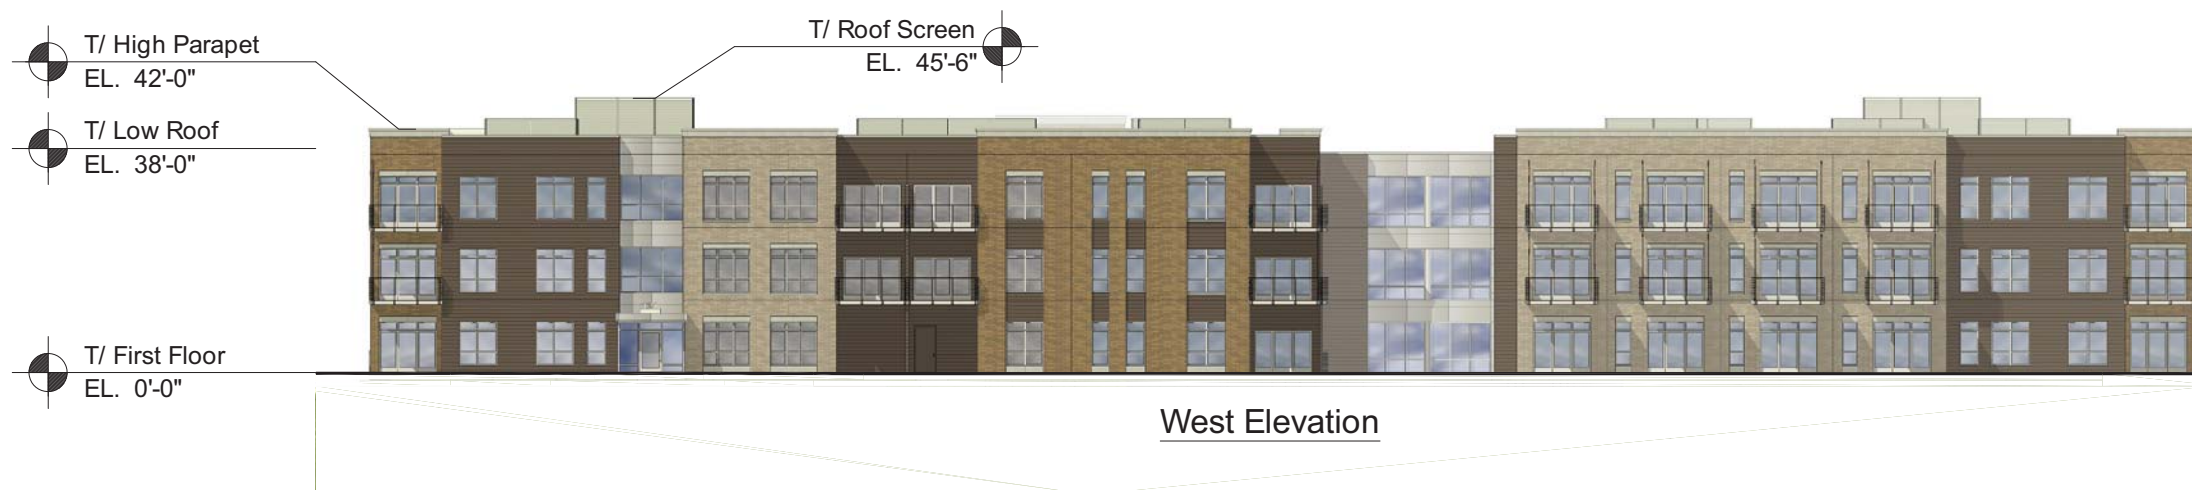 T/ High Parapet
EL. 42'-0"
T/ Roof Screen
EL. 45'-6"
T/ Low Roof
EL. 38'-0"
T/ First Floor
EL. 0'-0"
West Elevation